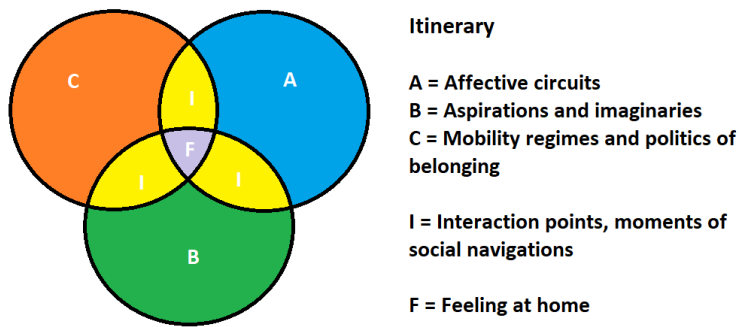 C
A
I
F
I
I
B
Itinerary
A = Affective circuits
B = Aspirations and imaginaries
C = Mobility regimes and politics of
belonging
I = Interaction points, moments of
social navigations
F = Feeling at home